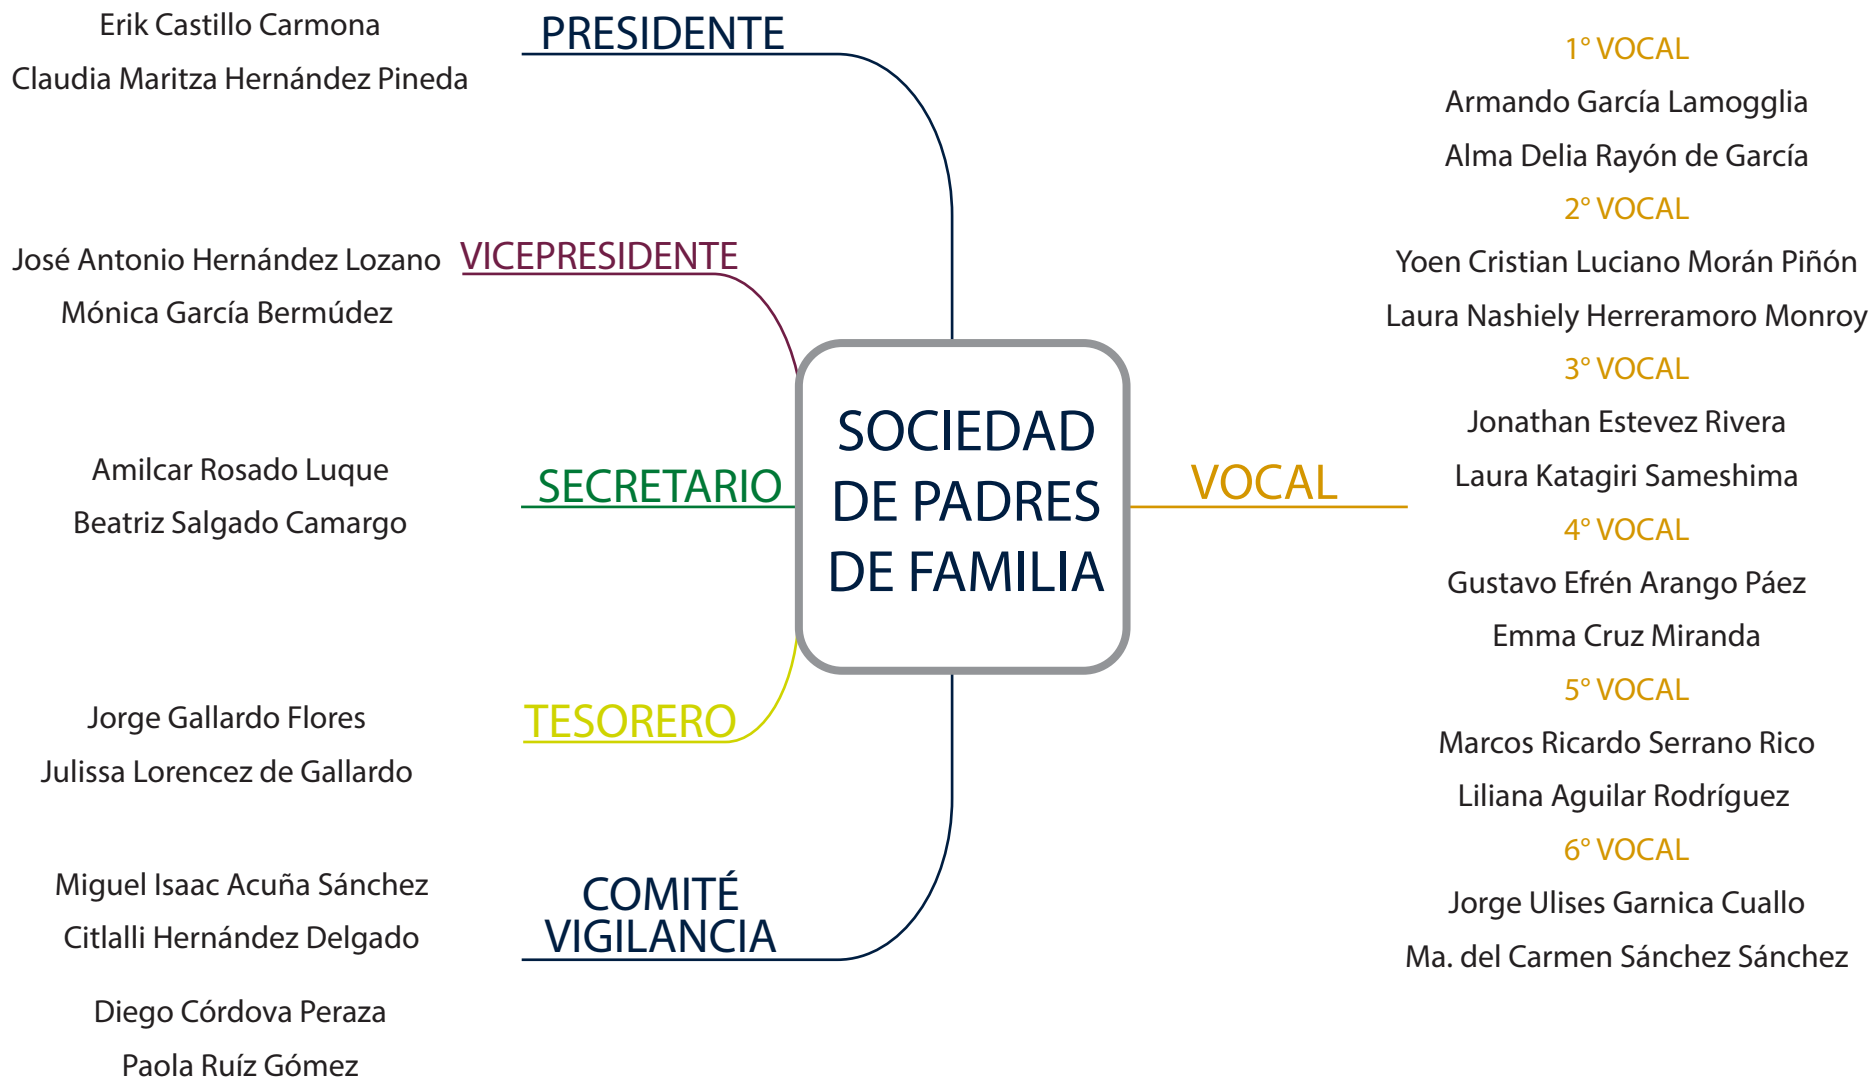 PRESIDENTE
Erik Castillo Carmona
Claudia Maritza Hernández Pineda
VICEPRESIDENTE
José Antonio Hernández Lozano
Mónica García Bermúdez
SECRETARIO
Amilcar Rosado Luque
Beatriz Salgado Camargo
TESORERO
Jorge Gallardo Flores
Julissa Lorencez de Gallardo
COMITÉ
VIGILANCIA
Miguel Isaac Acuña Sánchez
Citlalli Hernández Delgado
Diego Córdova Peraza
Paola Ruíz Gómez
SOCIEDAD
DE PADRES
DE FAMILIA
VOCAL
1° VOCAL
Armando García Lamogglia
Alma Delia Rayón de García
2° VOCAL
Yoen Cristian Luciano Morán Piñón
Laura Nashiely Herreramoro Monroy
3° VOCAL
Jonathan Estevez Rivera
Laura Katagiri Sameshima
4° VOCAL
Gustavo Efrén Arango Páez
Emma Cruz Miranda
5° VOCAL
Marcos Ricardo Serrano Rico
Liliana Aguilar Rodríguez
6° VOCAL
Jorge Ulises Garnica Cuallo
Ma. del Carmen Sánchez Sánchez